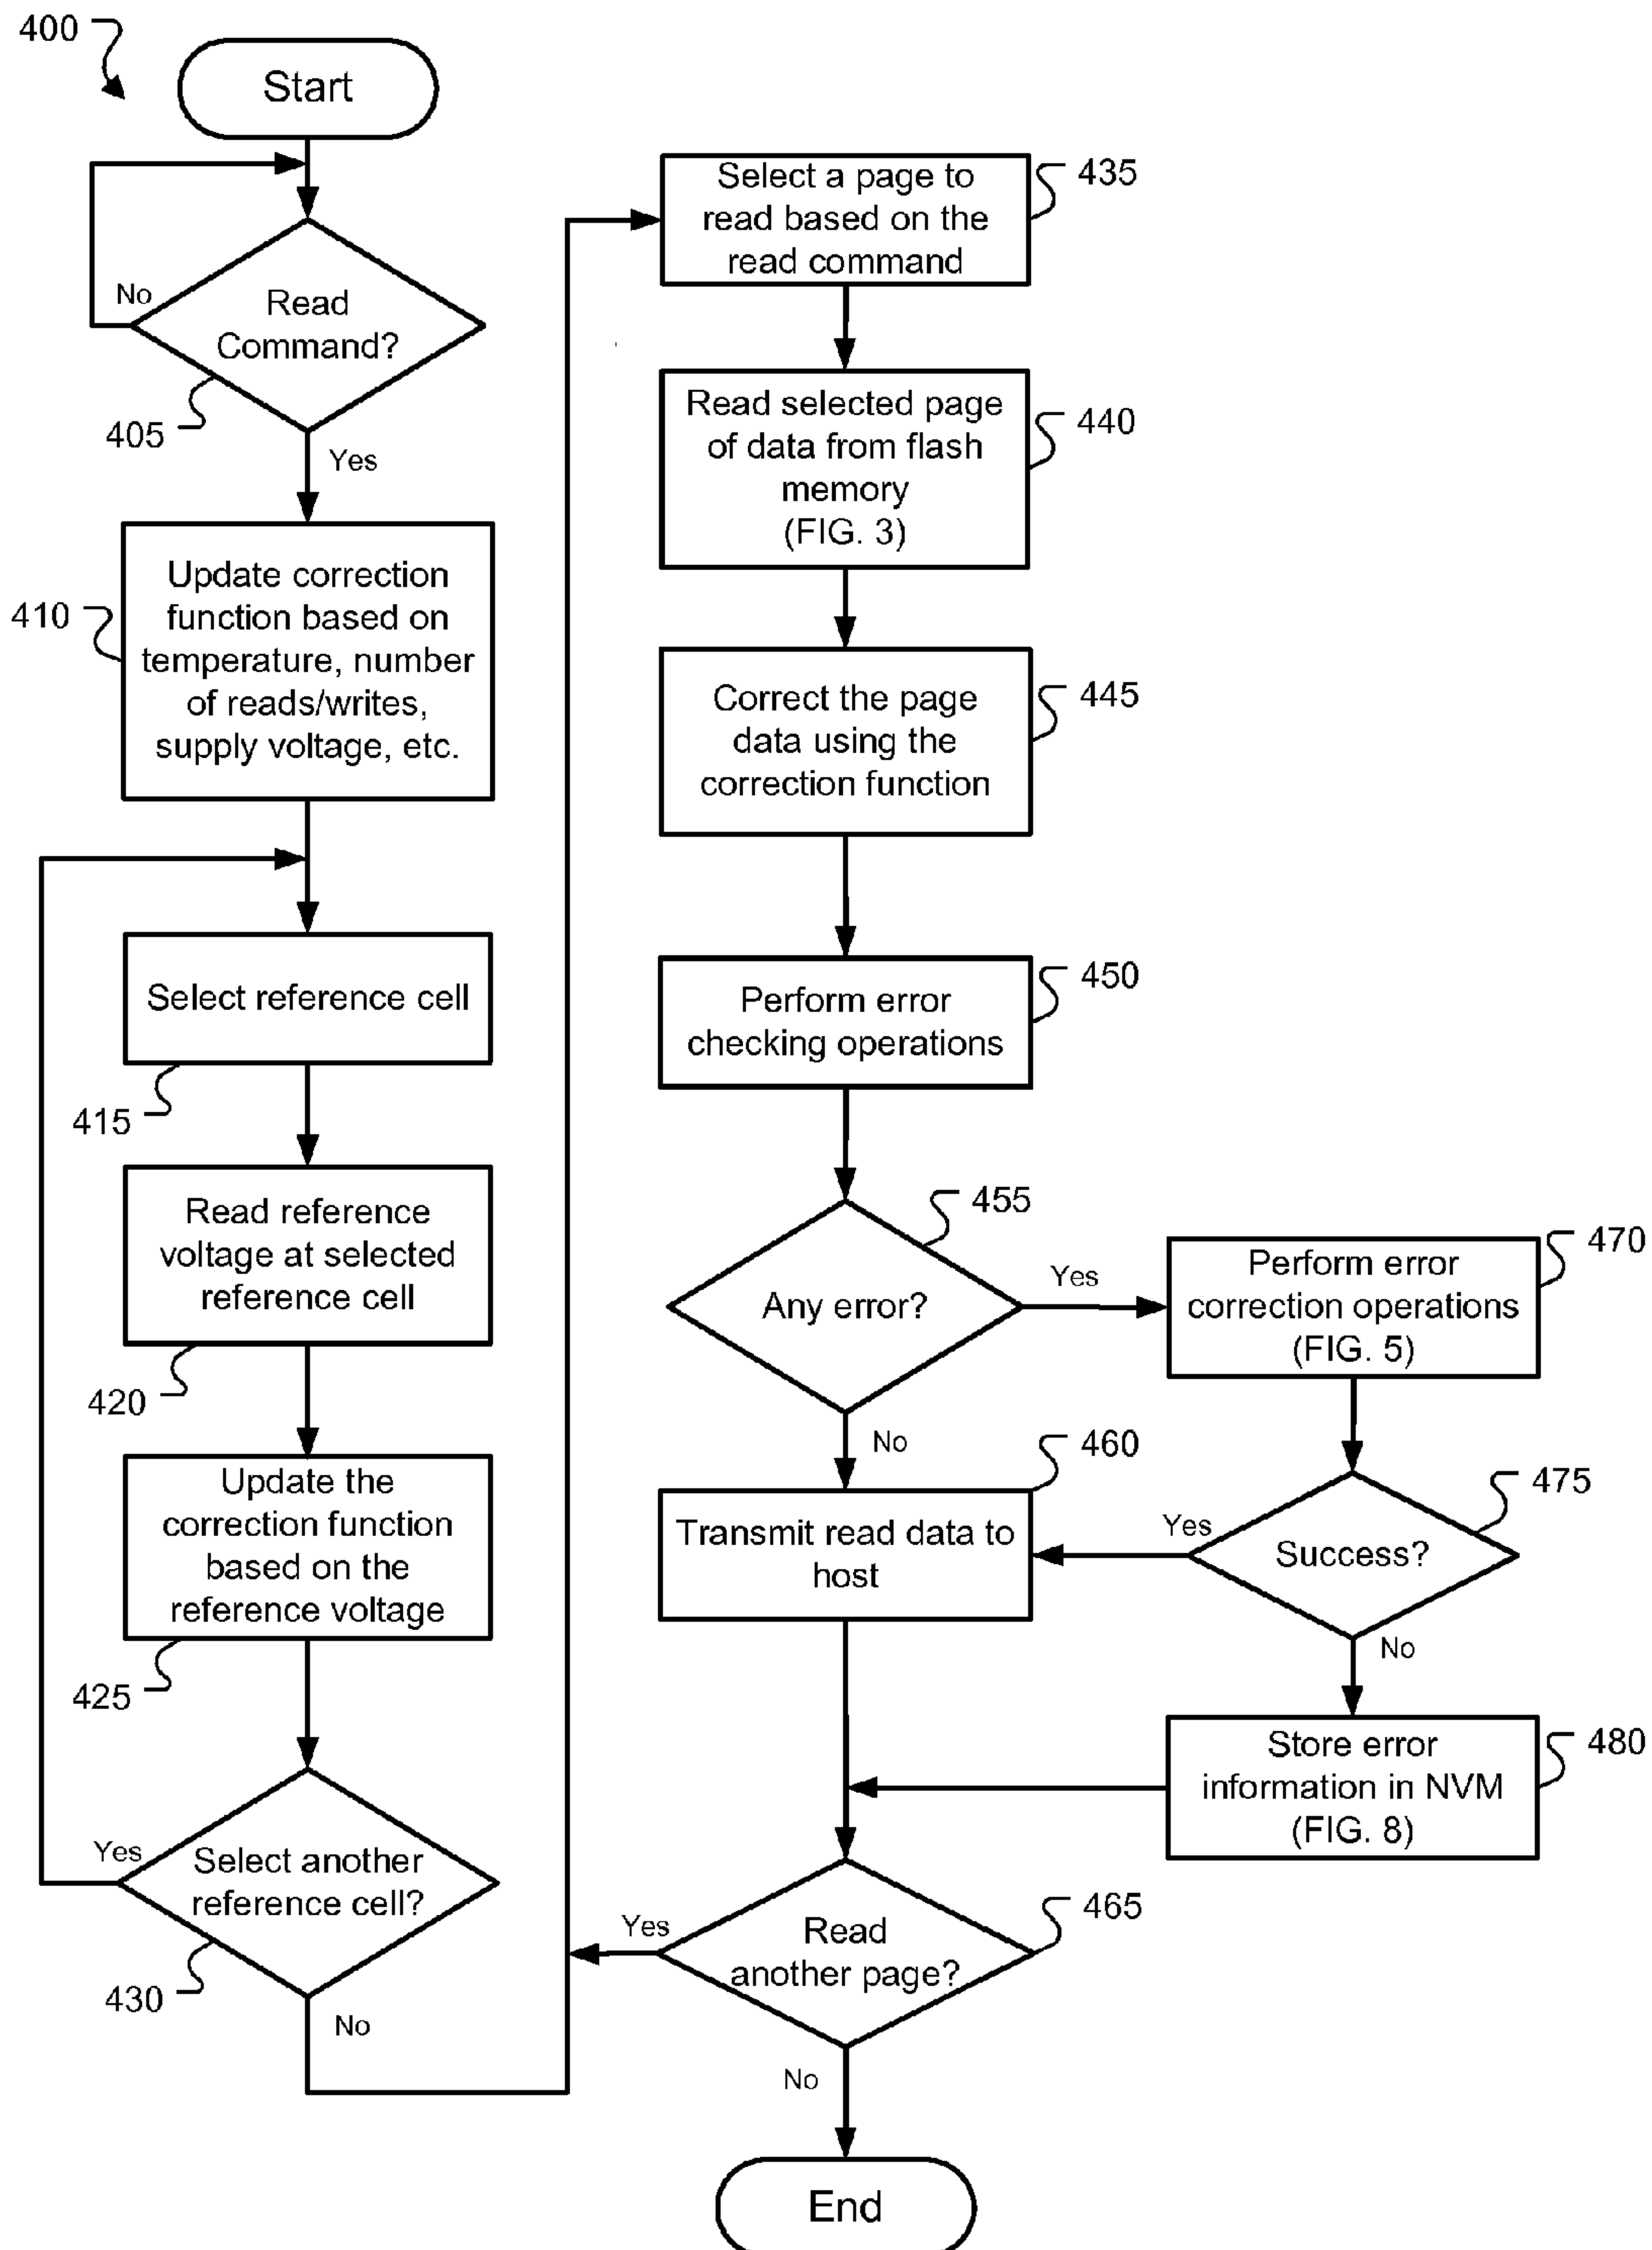 400
Start
No
Read
Command?
405
Yes
410
Update correction
function based on
temperature, number
of reads/writes,
supply voltage, etc.
Select reference cell
415
Read reference
voltage at selected
reference cell
420
Update the
correction function
based on the
reference voltage
425
Yes
Select another
reference cell?
430
No
Select a page to
read based on the
read command
435
Read selected page
of data from flash
memory
(FIG. 3)
440
Correct the page
data using the
correction function
445
Perform error
checking operations
450
455
Any error?
Yes
No
Perform error
correction operations
(FIG. 5)
470
460
Transmit read data to
host
475
Yes
Success?
No
Store error
information in NVM
(FIG. 8)
480
Yes
Read
another page?
465
No
End